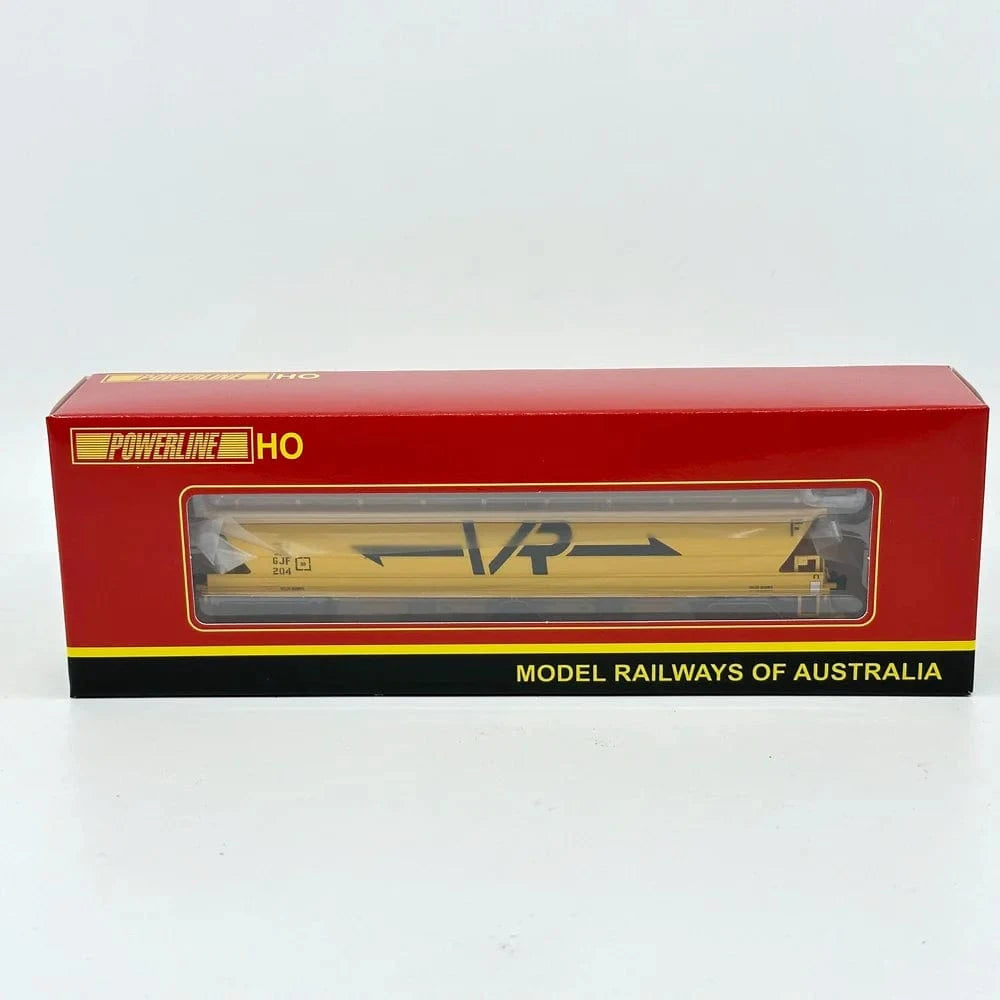 POWERLINE HO
POWERLINE HO
VR
F
GJF
204
MODEL RAILWAYS OF AUSTRALIA